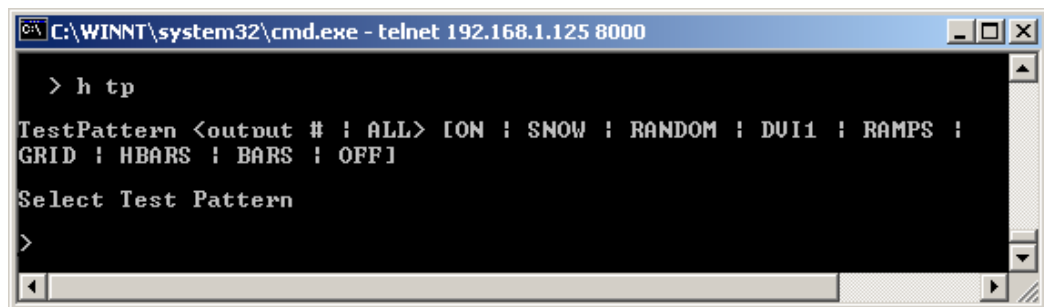 C:\WINNT\system32\cmd.exe - telnet 192.168.1.125 8000
> h tp
TestPattern <output # ¦ ALL> [ON ¦ SNOW ¦ RANDOM ¦ DVI1 ¦ RAMPS ¦
GRID ¦ HBARS ¦ BARS ¦ OFF]
Select Test Pattern
>